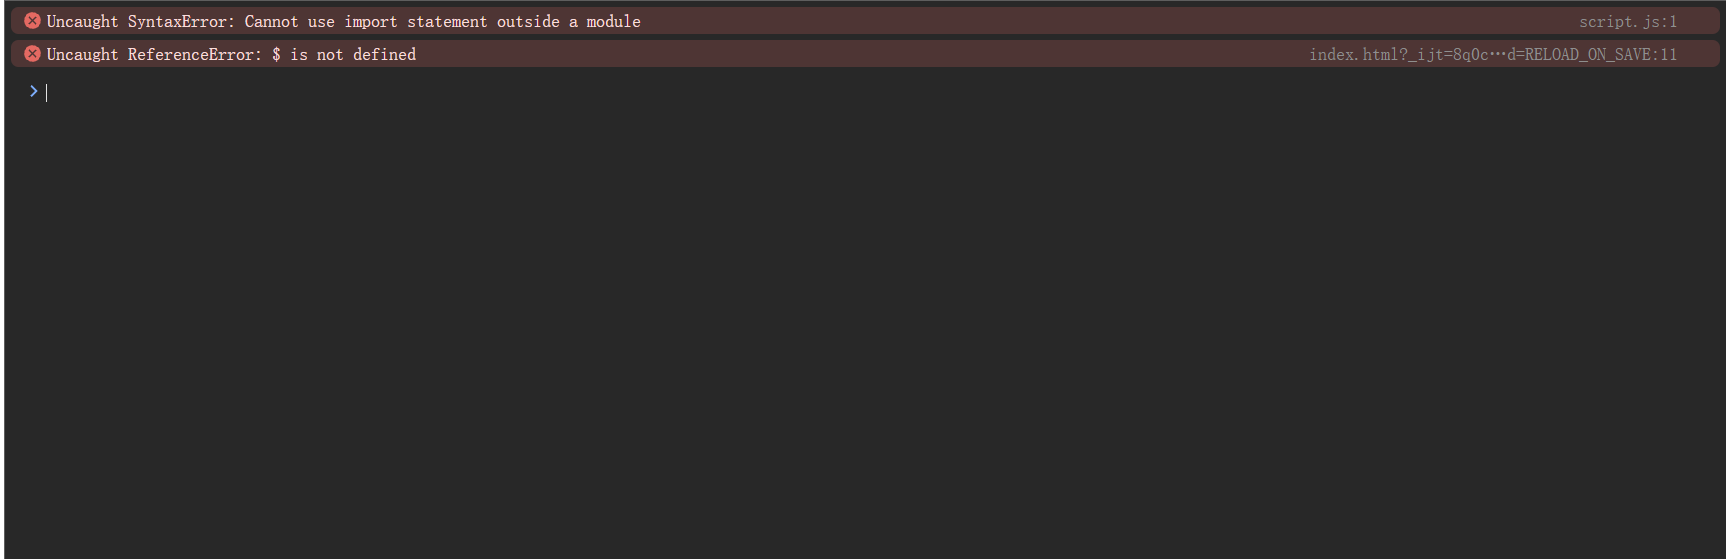 Uncaught SyntaxError: Cannot use import statement outside a module script.js:1
Uncaught ReferenceError: $ is not defined index.html?_ijt=8q0c…d=RELOAD_ON_SAVE:11